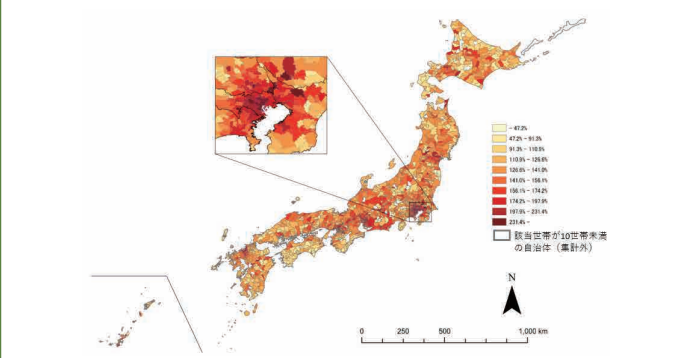 - 47.2%
47.2% - 91.3%
91.3% - 110.9%
110.9% - 126.6%
126.6% - 141.0%
141.0% - 156.1%
156.1% - 174.2%
174.2% - 197.9%
197.9% - 231.4%
231.4% -
該当世帯が10世帯未満
の自治体（集計外）
N
0 250 500 1,000 km